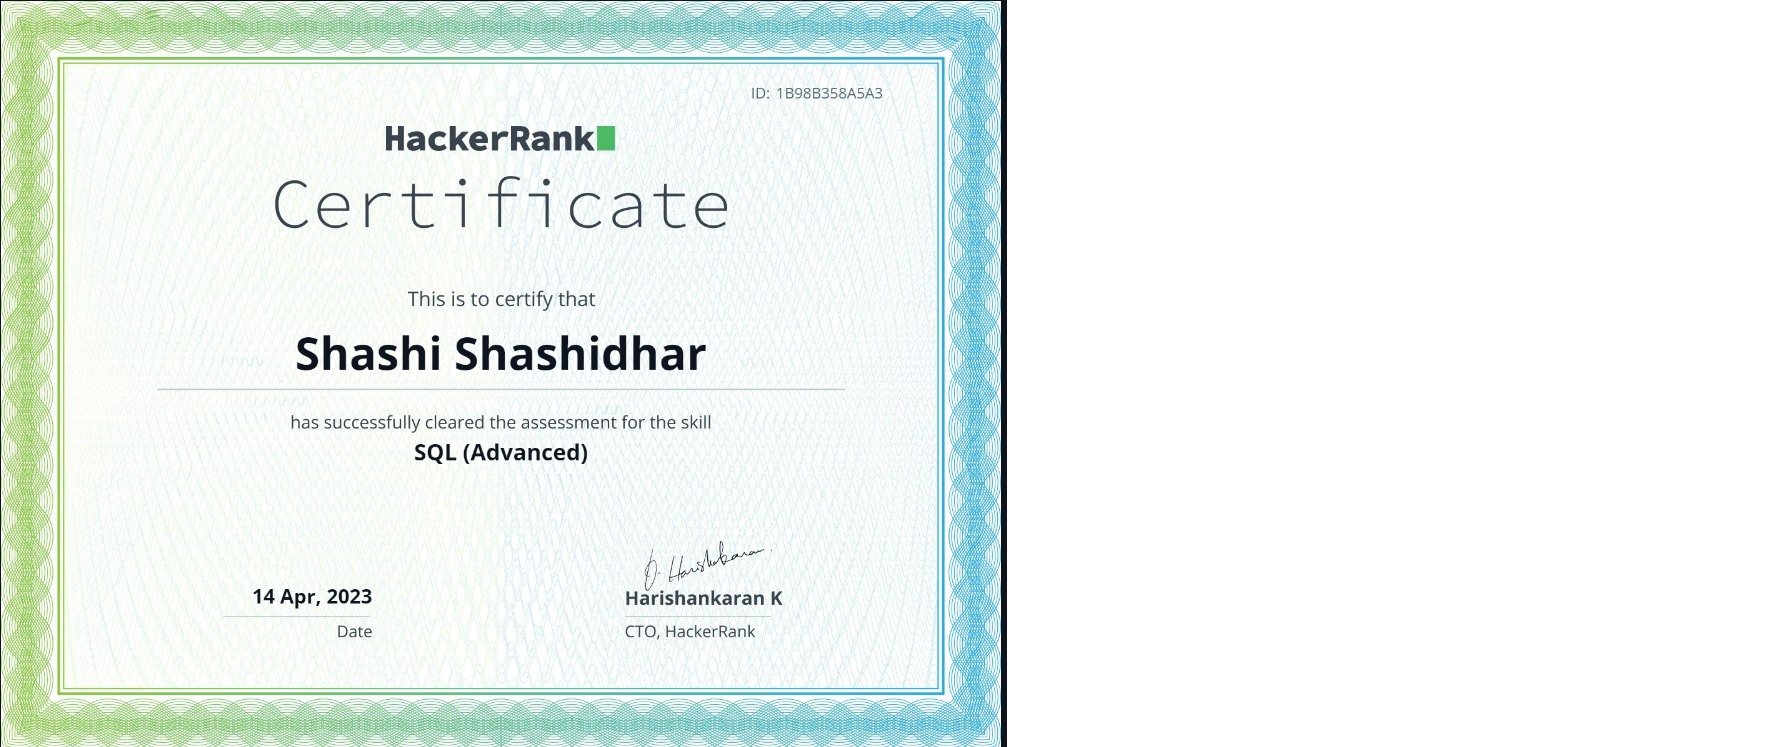 ID: 1B98B358A5A3
HackerRank
Certificate
This is to certify that
Shashi Shashidhar
has successfully cleared the assessment for the skill
SQL (Advanced)
14 Apr, 2023
Date
Harishankaran K
CTO, HackerRank